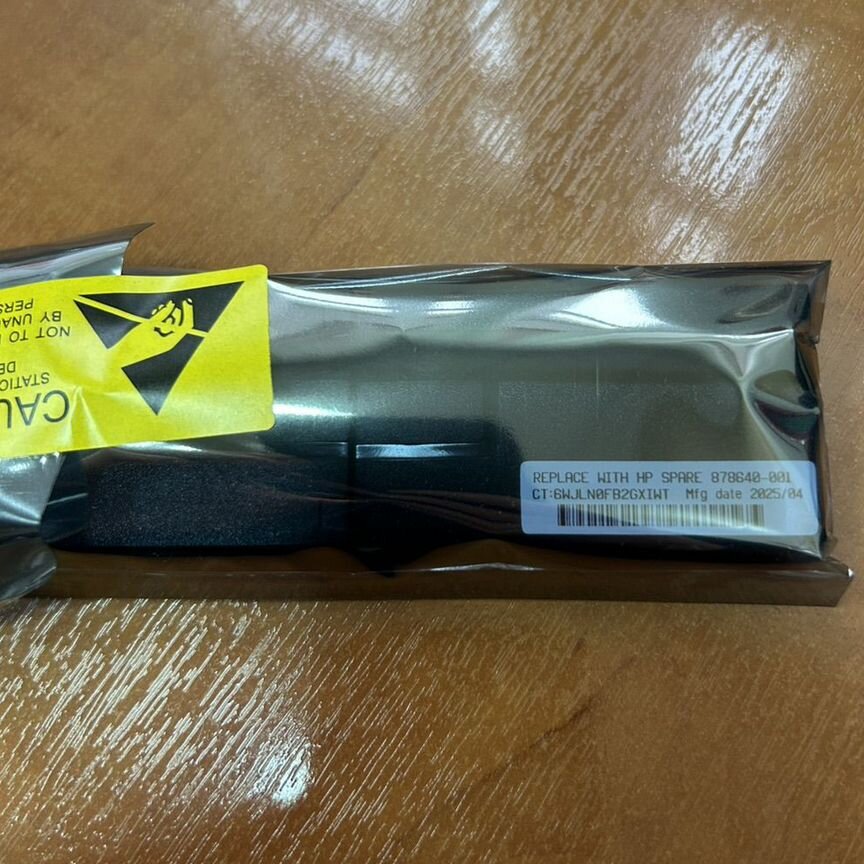 CAU
STATIC
DE
NOT TO
BY UNAU
PERS
REPLACE WITH HP SPARE 878640-001
CT:6WJLN0FB2GXIWT Mfg date 2025/04